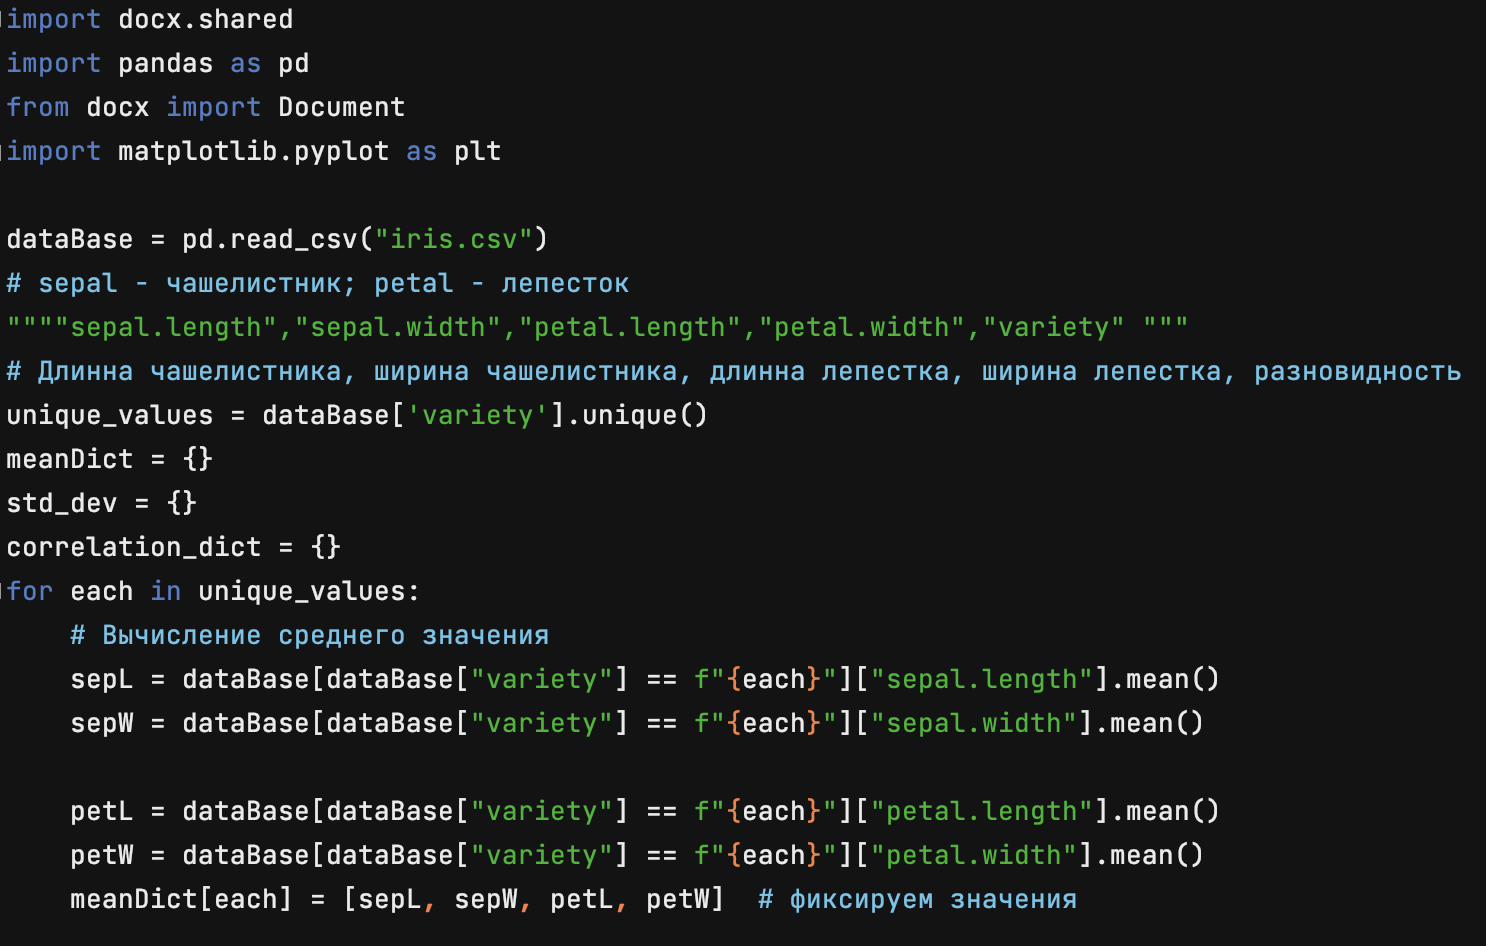 import docx.shared
import pandas as pd
from docx import Document
import matplotlib.pyplot as plt
dataBase = pd.read_csv("iris.csv")
# sepal - чашелистник; petal - лепесток
""""sepal.length","sepal.width","petal.length","petal.width","variety" """
# Длинна чашелистника, ширина чашелистника, длинна лепестка, ширина лепестка, разновидность
unique_values = dataBase['variety'].unique()
meanDict = {}
std_dev = {}
correlation_dict = {}
for each in unique_values:
    # Вычисление среднего значения
    sepL = dataBase[dataBase["variety"] == f"{each}"]["sepal.length"].mean()
    sepW = dataBase[dataBase["variety"] == f"{each}"]["sepal.width"].mean()
    petL = dataBase[dataBase["variety"] == f"{each}"]["petal.length"].mean()
    petW = dataBase[dataBase["variety"] == f"{each}"]["petal.width"].mean()
    meanDict[each] = [sepL, sepW, petL, petW]  # фиксируем значения